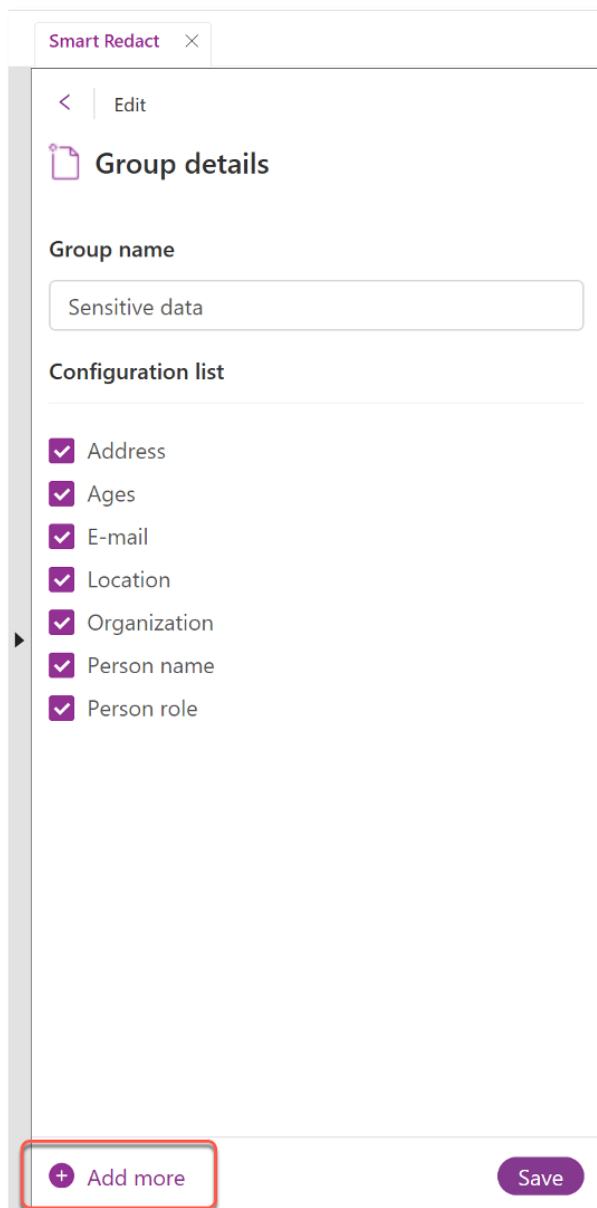 Smart Redact
Edit
Group details
Group name
Sensitive data
Configuration list
Address
Ages
E-mail
Location
Organization
Person name
Person role
Add more
Save